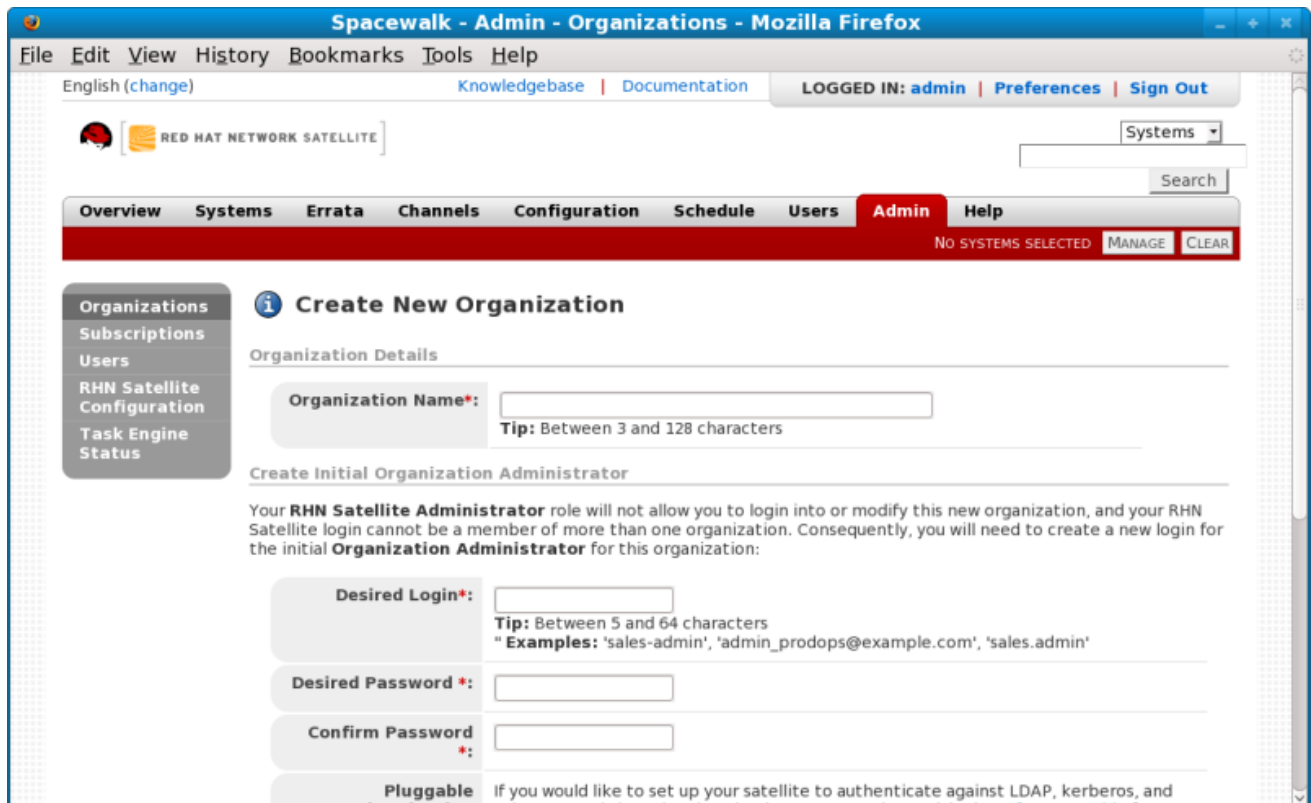 Spacewalk - Admin - Organizations - Mozilla Firefox
File Edit View History Bookmarks Tools Help
English (change)
Knowledgebase | Documentation
LOGGED IN: admin | Preferences | Sign Out
RED HAT NETWORK SATELLITE
Systems
Search
Overview Systems Errata Channels Configuration Schedule Users Admin Help
NO SYSTEMS SELECTED MANAGE CLEAR
Organizations
Subscriptions
Users
RHN Satellite
Configuration
Task Engine
Status
Create New Organization
Organization Details
Organization Name*:
Tip: Between 3 and 128 characters
Create Initial Organization Administrator
Your RHN Satellite Administrator role will not allow you to login into or modify this new organization, and your RHN
Satellite login cannot be a member of more than one organization. Consequently, you will need to create a new login for
the initial Organization Administrator for this organization:
Desired Login*:
Tip: Between 5 and 64 characters
" Examples: 'sales-admin', 'admin_prodops@example.com', 'sales.admin'
Desired Password *:
Confirm Password
*:
Pluggable
If you would like to set up your satellite to authenticate against LDAP, kerberos, and